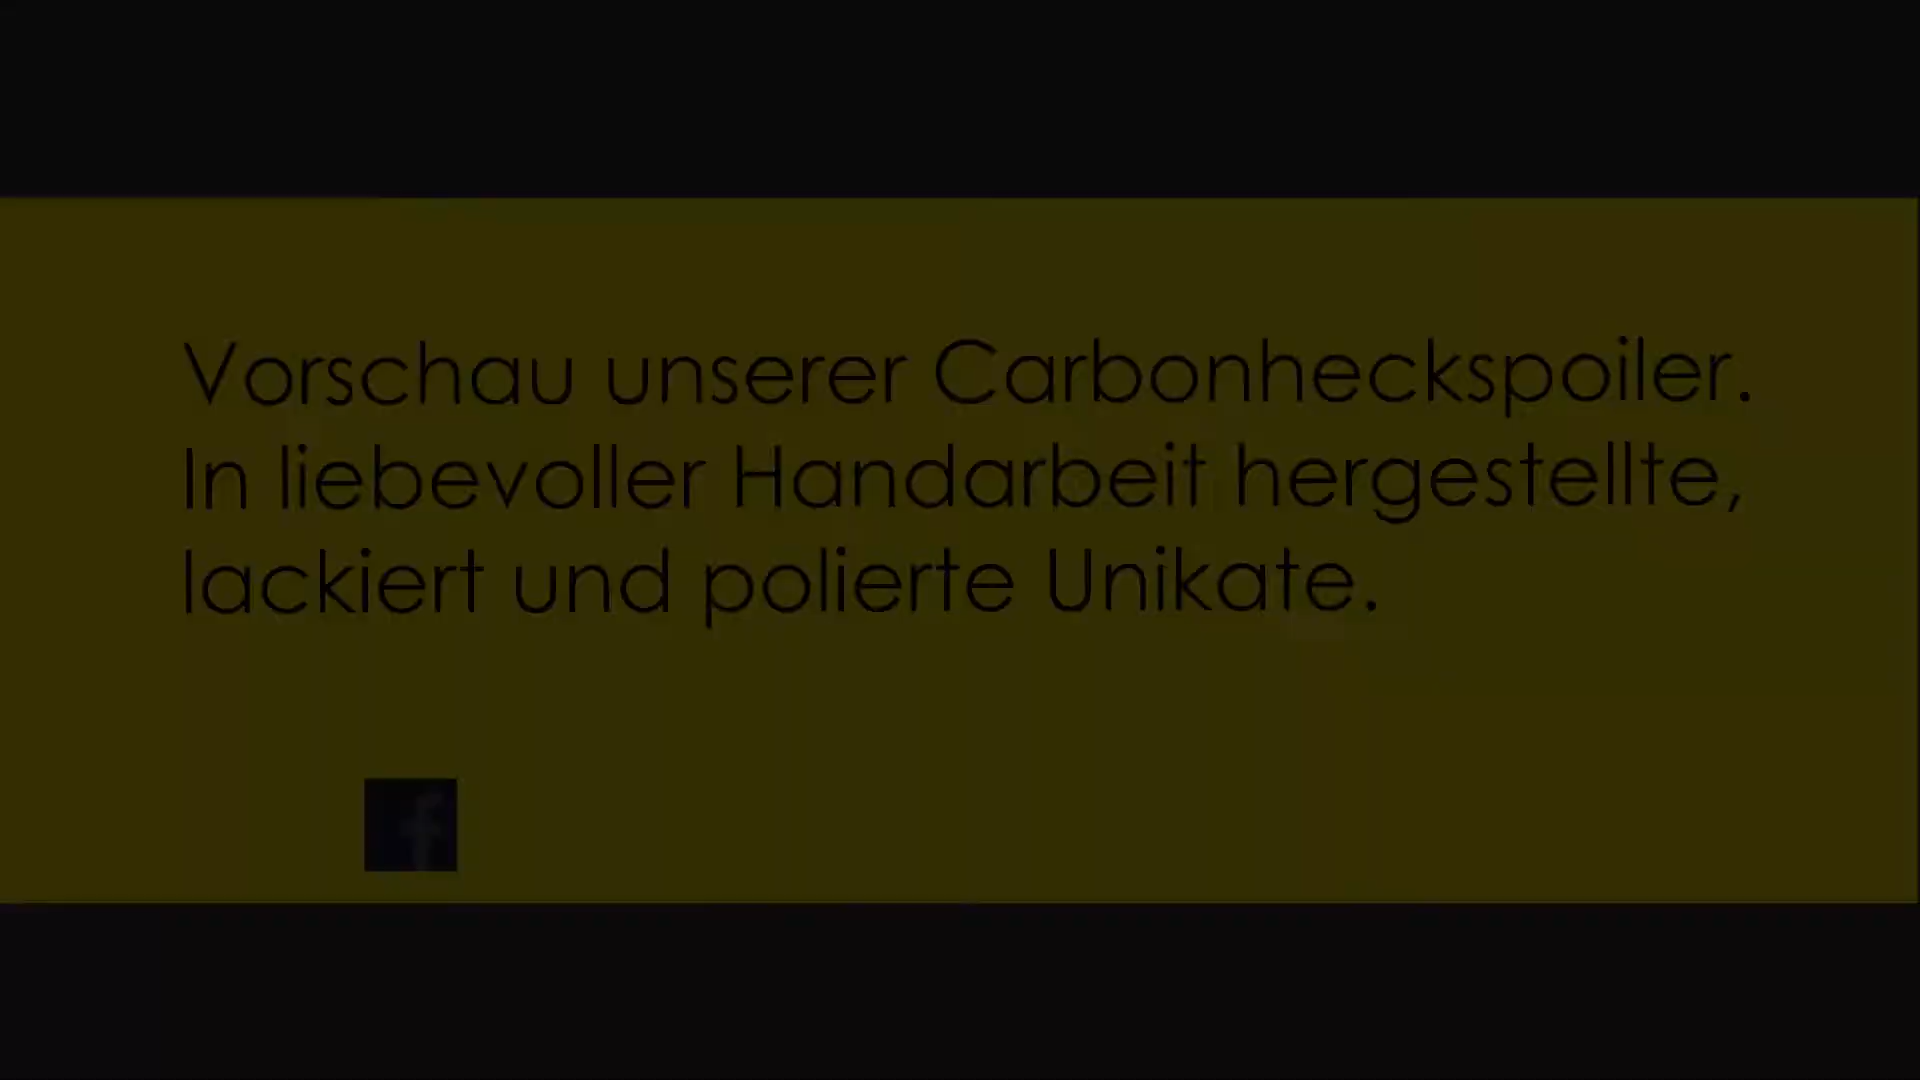 Vorschau unserer Carbonheckspoiler.
In liebevoller Handarbeit hergestellte,
lackiert und polierte Unikate.
f